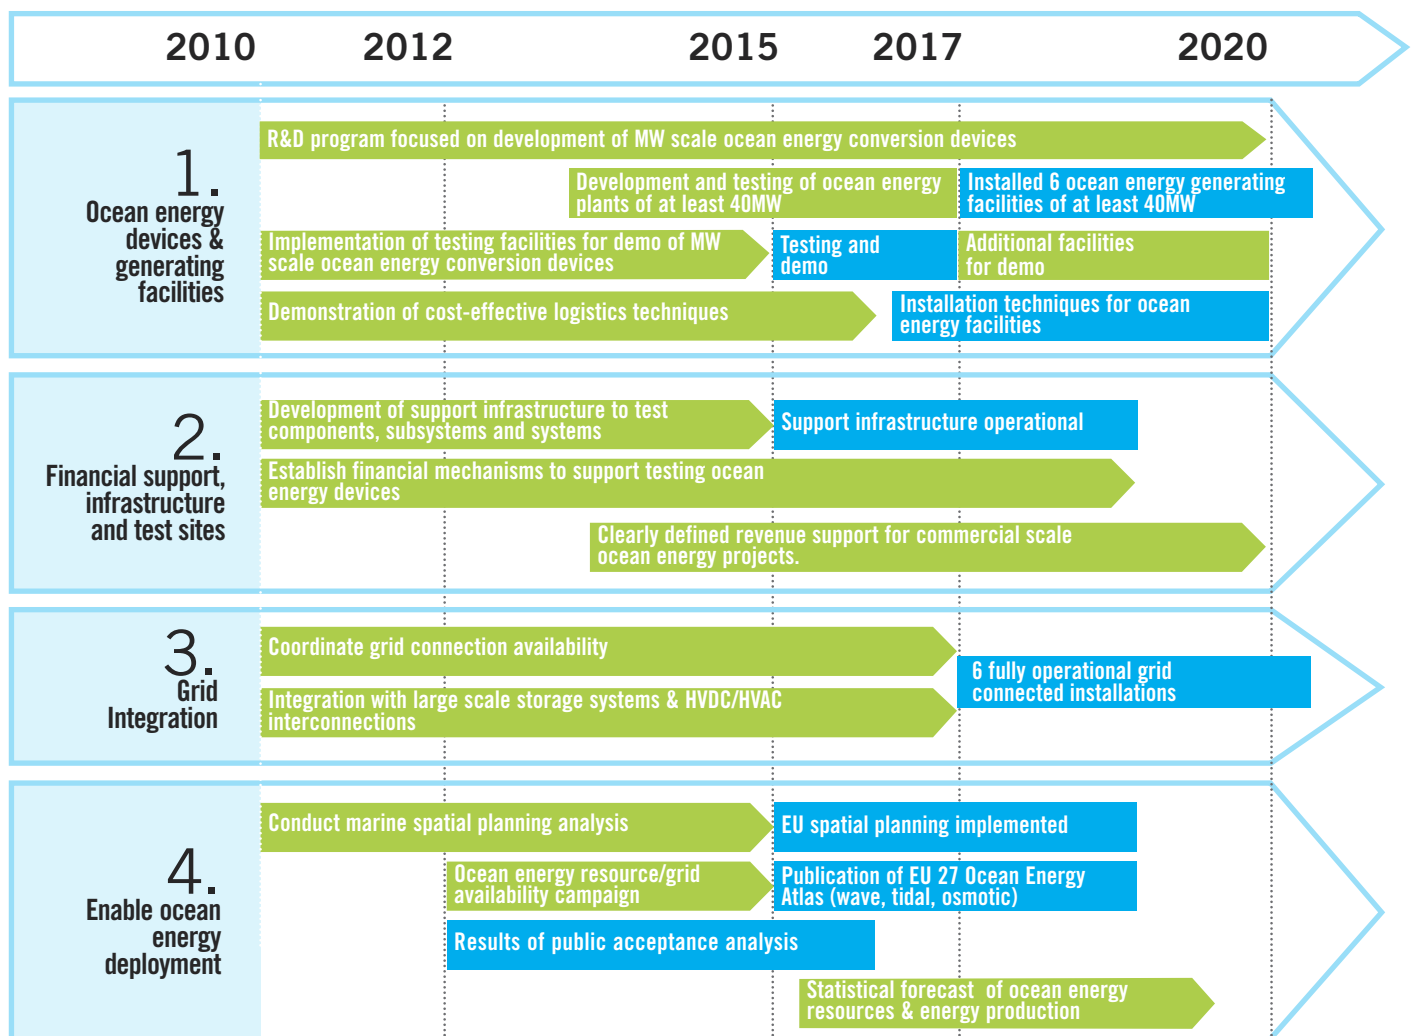 2010 2012 2015 2017 2020
1.
Ocean energy
devices &
generating
facilities
R&D program focused on development of MW scale ocean energy conversion devices
Development and testing of ocean energy
plants of at least 40MW
Installed 6 ocean energy generating
facilities of at least 40MW
Implementation of testing facilities for demo of MW
scale ocean energy conversion devices
Testing and
demo
Additional facilities
for demo
Demonstration of cost-effective logistics techniques
Installation techniques for ocean
energy facilities
2.
Financial support,
infrastructure
and test sites
Development of support infrastructure to test
components, subsystems and systems
Support infrastructure operational
Establish financial mechanisms to support testing ocean
energy devices
Clearly defined revenue support for commercial scale
ocean energy projects.
3.
Grid
Integration
Coordinate grid connection availability
Integration with large scale storage systems & HVDC/HVAC
interconnections
6 fully operational grid
connected installations
4.
Enable ocean
energy
deployment
Conduct marine spatial planning analysis
EU spatial planning implemented
Ocean energy resource/grid
availability campaign
Publication of EU 27 Ocean Energy
Atlas (wave, tidal, osmotic)
Results of public acceptance analysis
Statistical forecast of ocean energy
resources & energy production